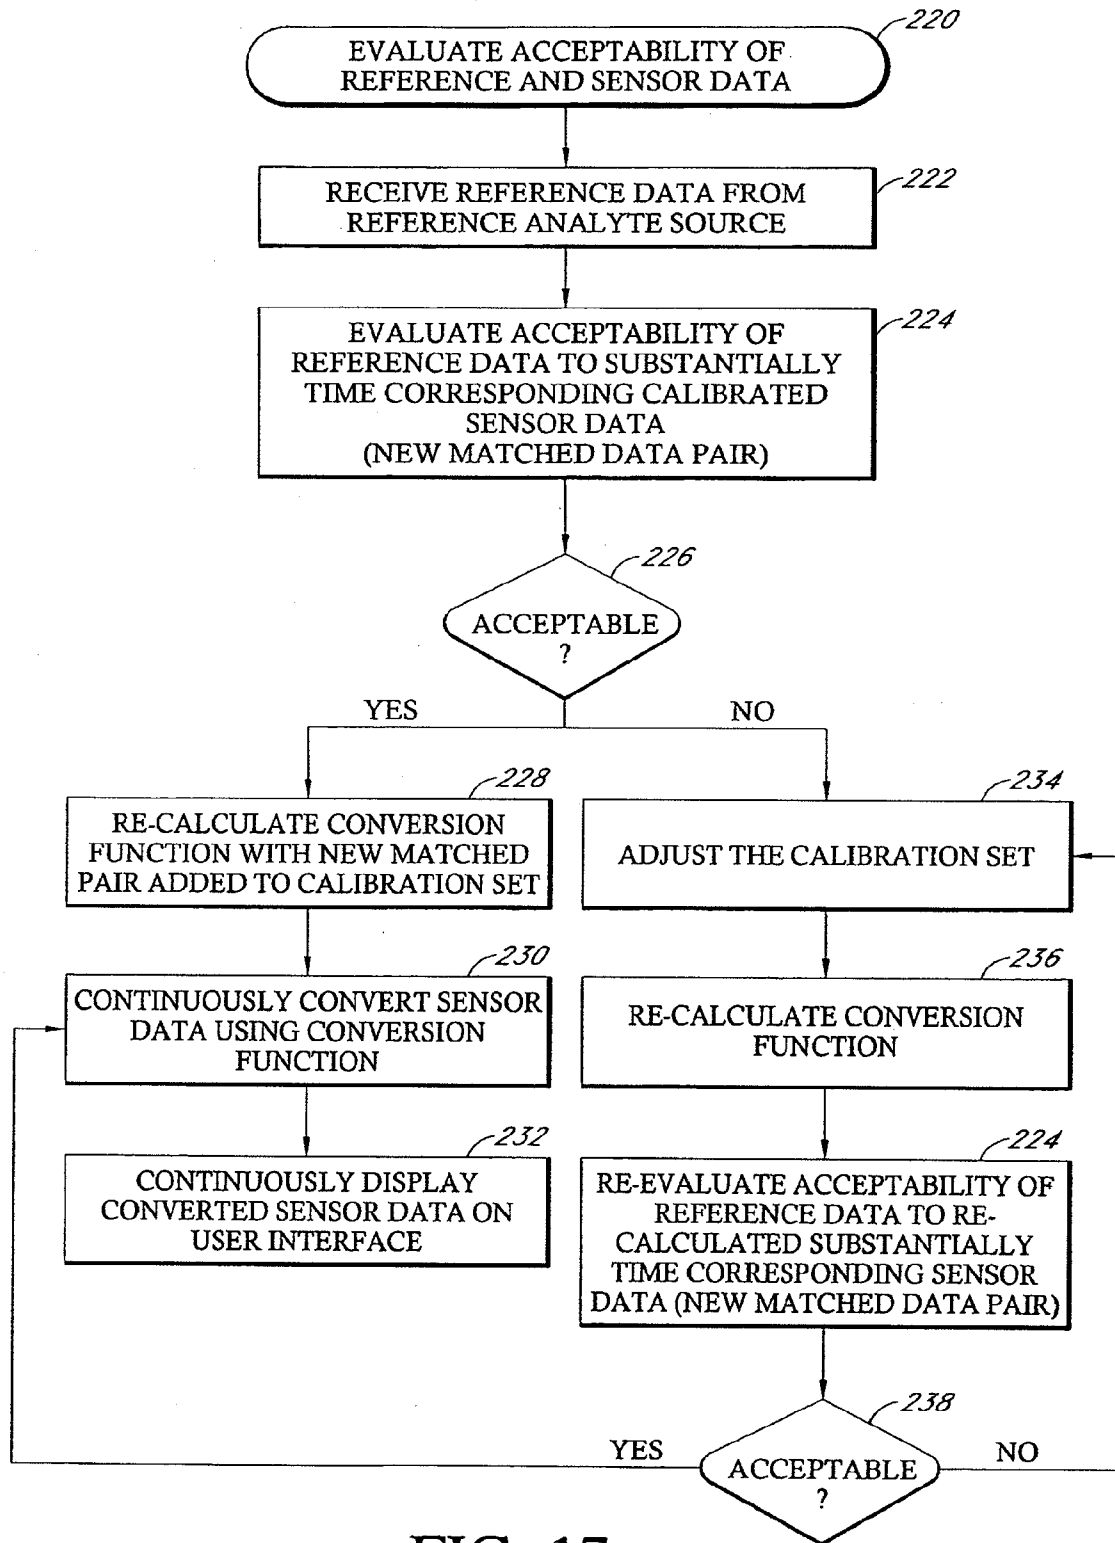 220
EVALUATE ACCEPTABILITY OF
REFERENCE AND SENSOR DATA
222
RECEIVE REFERENCE DATA FROM
REFERENCE ANALYTE SOURCE
224
EVALUATE ACCEPTABILITY OF
REFERENCE DATA TO SUBSTANTIALLY
TIME CORRESPONDING CALIBRATED
SENSOR DATA
(NEW MATCHED DATA PAIR)
226
ACCEPTABLE
?
YES
NO
228
RE-CALCULATE CONVERSION
FUNCTION WITH NEW MATCHED
PAIR ADDED TO CALIBRATION SET
234
ADJUST THE CALIBRATION SET
230
CONTINUOUSLY CONVERT SENSOR
DATA USING CONVERSION
FUNCTION
236
RE-CALCULATE CONVERSION
FUNCTION
232
CONTINUOUSLY DISPLAY
CONVERTED SENSOR DATA ON
USER INTERFACE
224
RE-EVALUATE ACCEPTABILITY OF
REFERENCE DATA TO RE-
CALCULATED SUBSTANTIALLY
TIME CORRESPONDING SENSOR
DATA (NEW MATCHED DATA PAIR)
238
YES
ACCEPTABLE
?
NO
FIG. 17